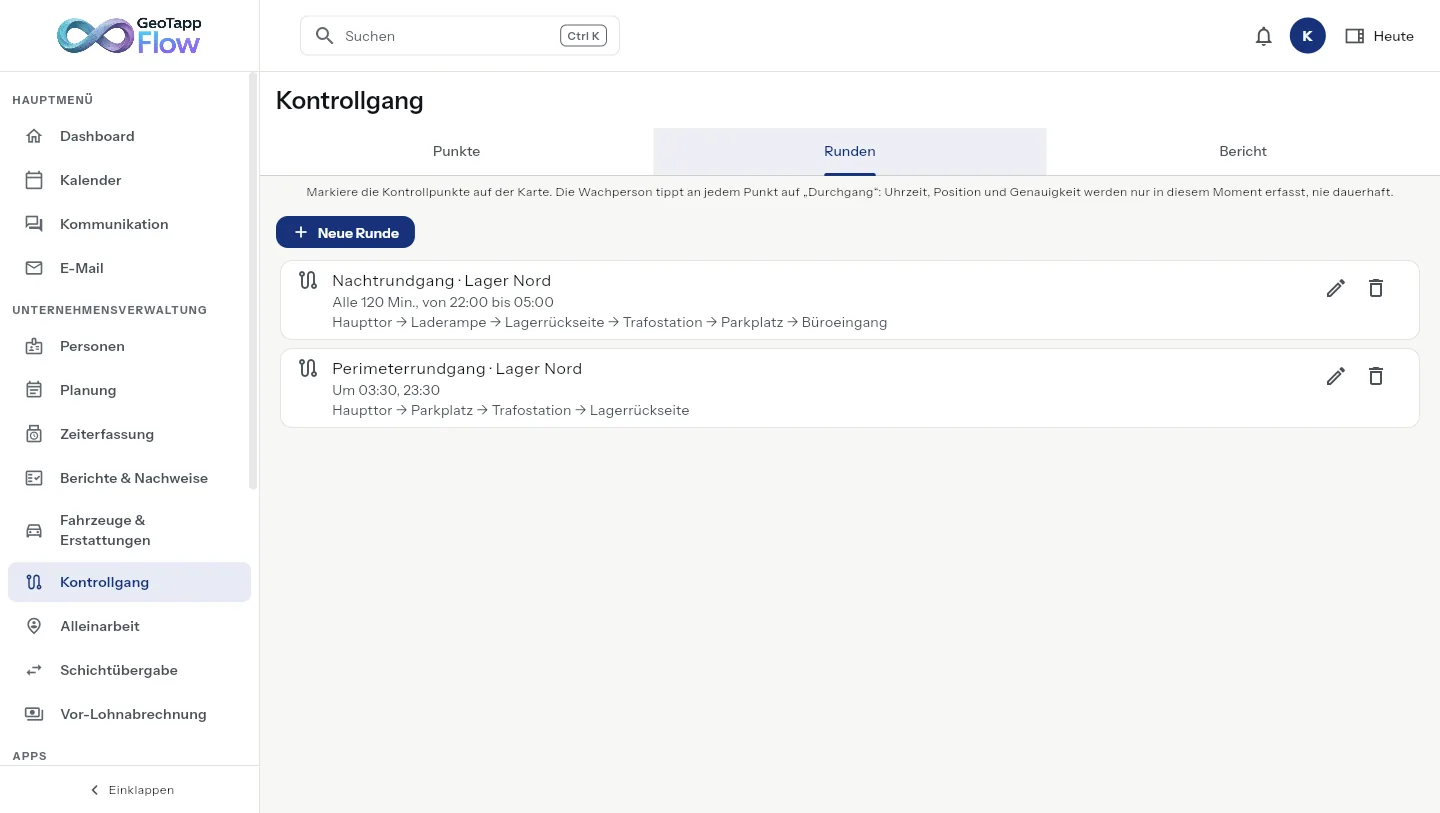 GeoTapp
Flow
Suchen
Ctrl K
K
Heute
HAUPTMENÜ
Dashboard
Kalender
Kommunikation
E-Mail
UNTERNEHMENSVERWALTUNG
Personen
Planung
Zeiterfassung
Berichte & Nachweise
Fahrzeuge &
Erstattungen
Kontrollgang
Alleinarbeit
Schichtübergabe
Vor-Lohnabrechnung
APPS
Einklappen
Kontrollgang
Punkte
Runden
Bericht
Markiere die Kontrollpunkte auf der Karte. Die Wachperson tippt an jedem Punkt auf „Durchgang“: Uhrzeit, Position und Genauigkeit werden nur in diesem Moment erfasst, nie dauerhaft.
+ Neue Runde
Nachtrundgang · Lager Nord
Alle 120 Min., von 22:00 bis 05:00
Haupttor → Laderampe → Lagerrückseite → Trafostation → Parkplatz → Büroeingang
Perimeterrundgang · Lager Nord
Um 03:30, 23:30
Haupttor → Parkplatz → Trafostation → Lagerrückseite